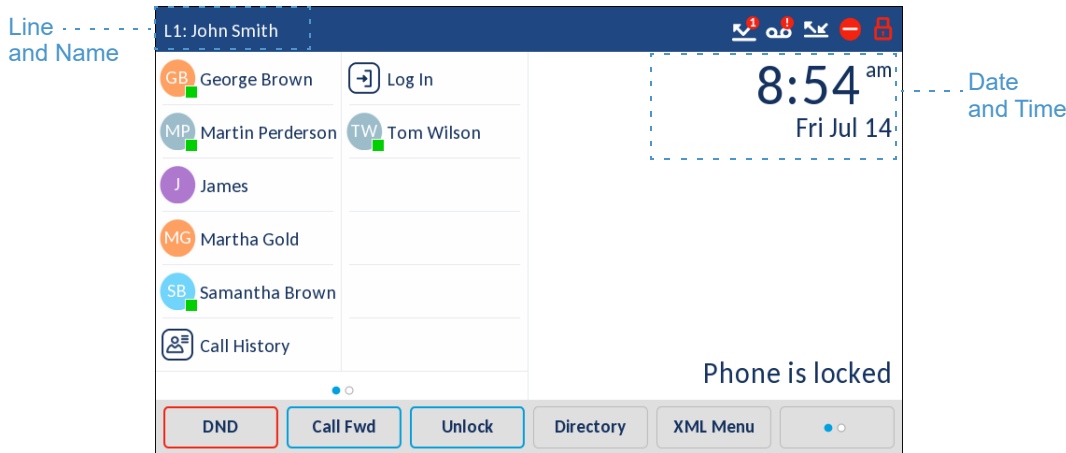 Line
and Name
L1: John Smith
1
GB George Brown
Log In
8:54 am
Fri Jul 14
Date
and Time
MP Martin Perderson
TW Tom Wilson
J James
MG Martha Gold
SB Samantha Brown
Call History
Phone is locked
DND
Call Fwd
Unlock
Directory
XML Menu